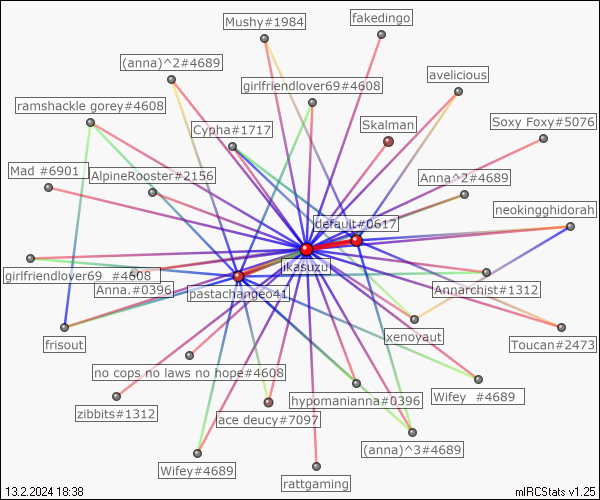 Mushy#1984
fakedingo
(anna)^2#4689
girlfriendlover69#4608
avelicious
ramshackle gorey#4608
Cypha#1717
Skalman
Soxy Foxy#5076
Mad #6901
AlpineRooster#2156
Anna^2#4689
default#0617
neokingghidorah
ikasuzu
girlfriendlover69 #4608
Anna.#0396
pastachangeo41
Annarchist#1312
frisout
xenoyaut
Toucan#2473
no cops no laws no hope#4608
zibbits#1312
ace deucy#7097
hypomanianna#0396
Wifey #4689
(anna)^3#4689
Wifey#4689
rattgaming
13.2.2024 18:38
mIRCStats v1.25